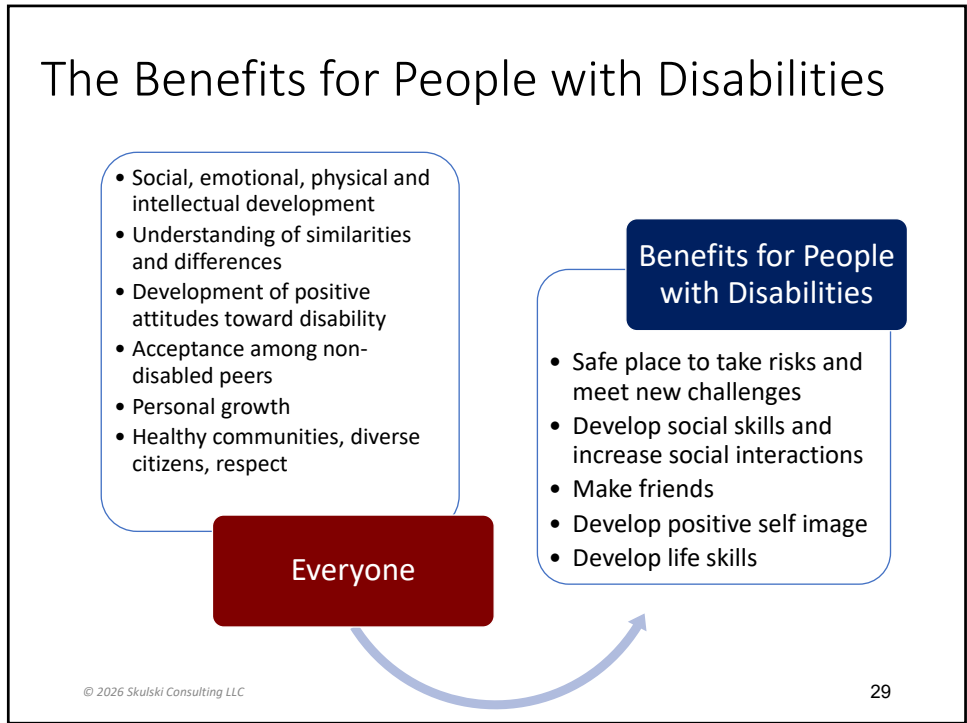 The Benefits for People with Disabilities
• Social, emotional, physical and
intellectual development
• Understanding of similarities
and differences
• Development of positive
attitudes toward disability
• Acceptance among non-
disabled peers
• Personal growth
• Healthy communities, diverse
citizens, respect
Everyone
Benefits for People
with Disabilities
• Safe place to take risks and
meet new challenges
• Develop social skills and
increase social interactions
• Make friends
• Develop positive self image
• Develop life skills
© 2026 Skulski Consulting LLC
29